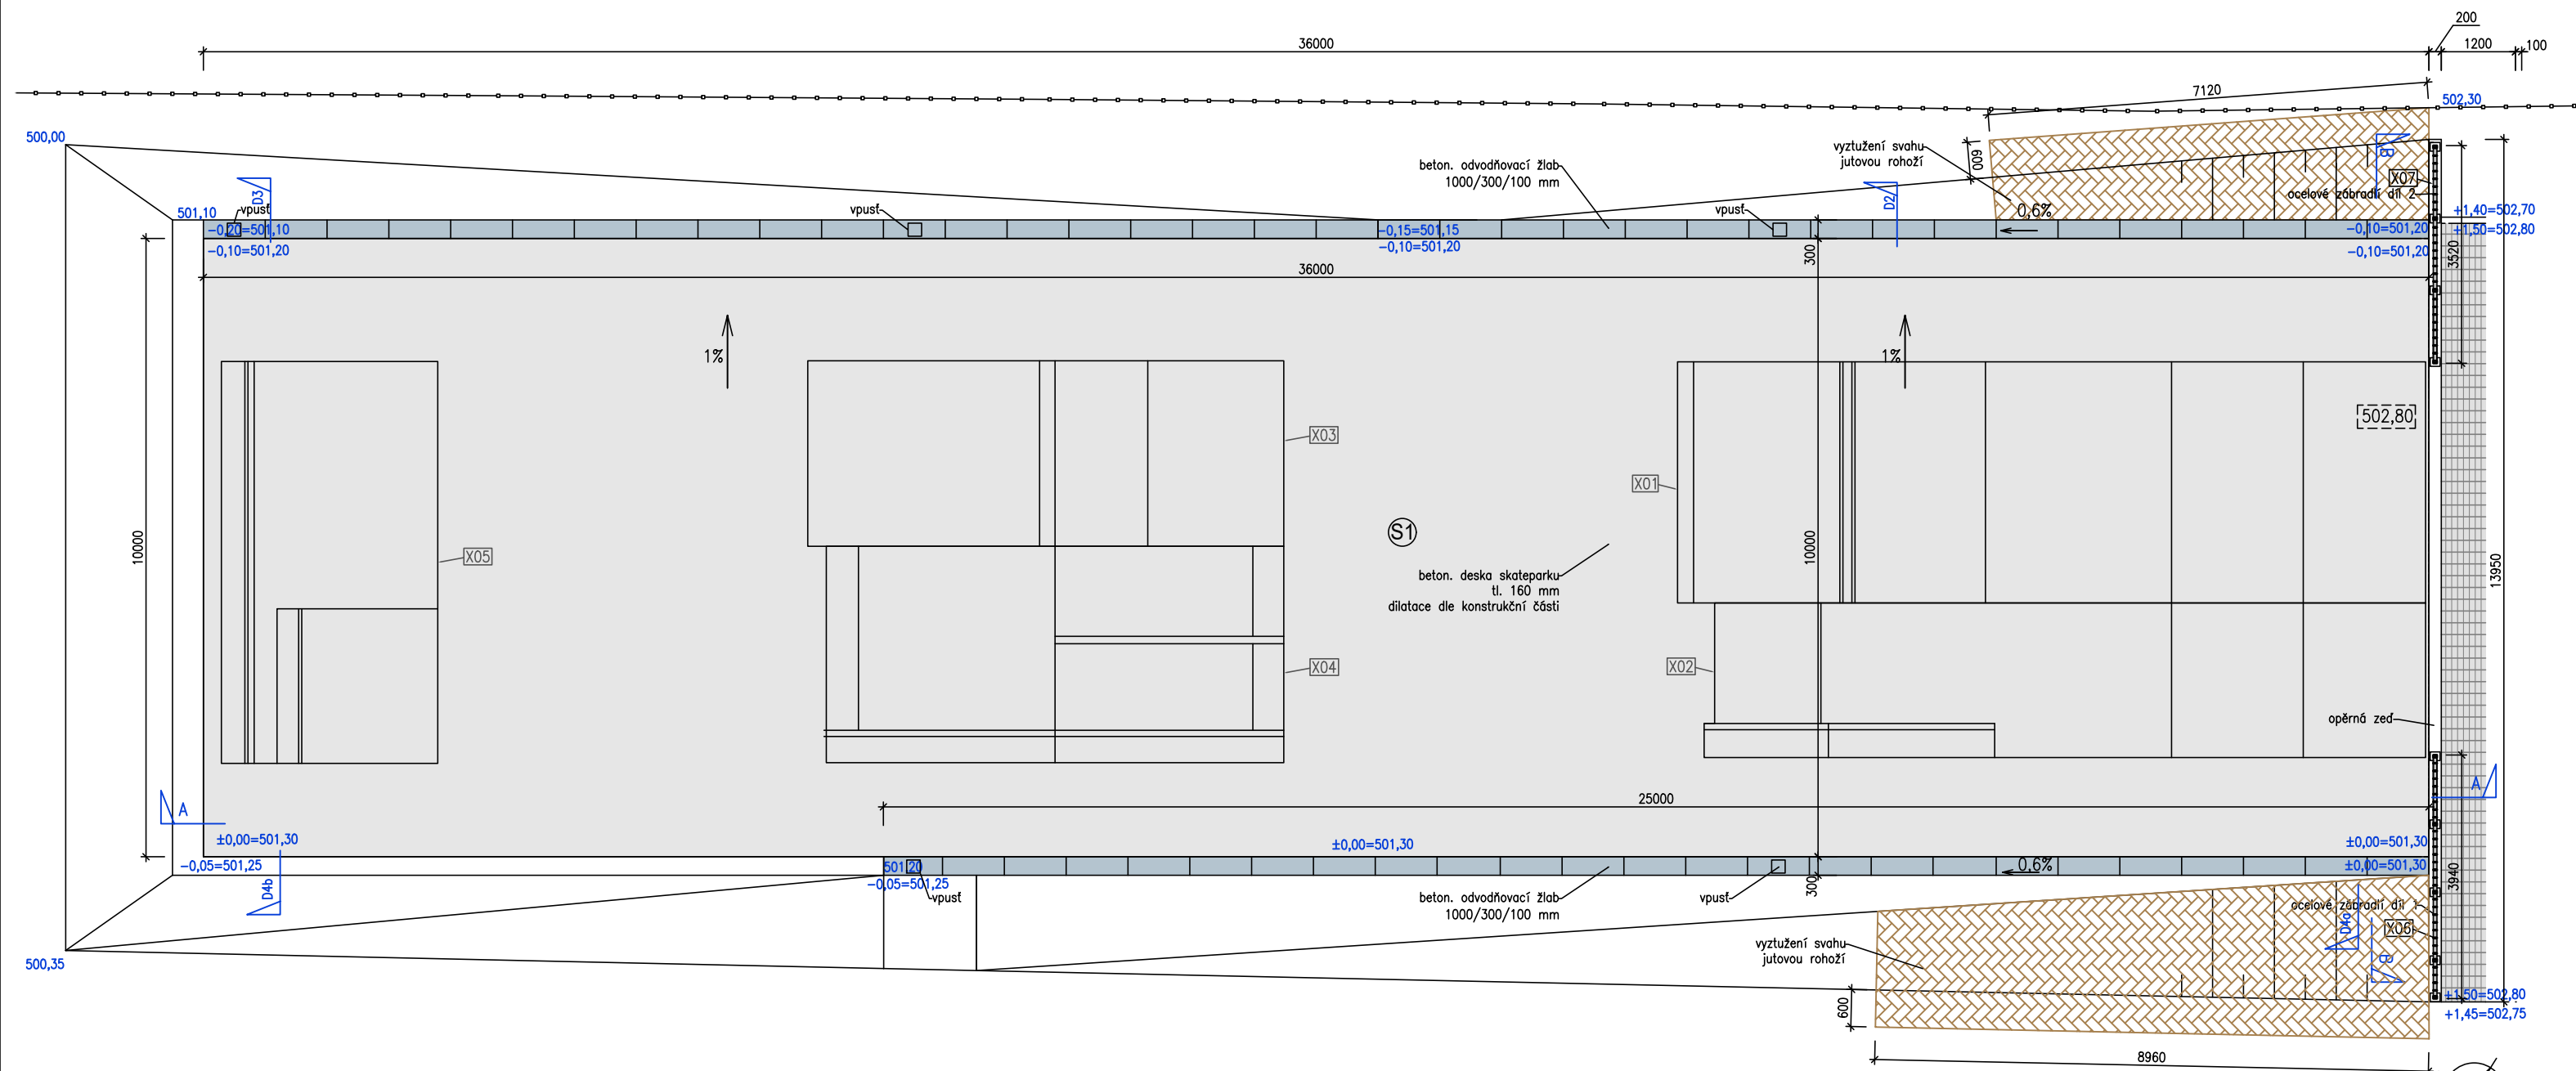 200
36000
1200
100
7120
502,30
500,00
vyztužení svahu
jutovou rohoží
600
beton. odvodňovací žlab
1000/300/100 mm
B
X07
D3
D2
ocelové zábradlí díl 2
501,10
vpusť
vpusť
vpusť
0,6%
+1,40=502,70
-0,20=501,10
-0,15=501,15
-0,10=501,20
+1,50=502,80
-0,10=501,20
-0,10=501,20
-0,10=501,20
300
3520
36000
1%
1%
502,80
X03
X01
S1
10000
10000
X05
13950
beton. deska skateparku
tl. 160 mm
dilatace dle konstrukční části
X04
X02
opěrná zeď
A
A
25000
±0,00=501,30
±0,00=501,30
±0,00=501,30
-0,05=501,25
501,20
0,6%
±0,00=501,30
-0,05=501,25
300
3940
D4b
vpusť
beton. odvodňovací žlab
1000/300/100 mm
vpusť
ocelové zábradlí díl 1
D4a
X06
vyztužení svahu
jutovou rohoží
500,35
B
600
+1,50=502,80
+1,45=502,75
8960